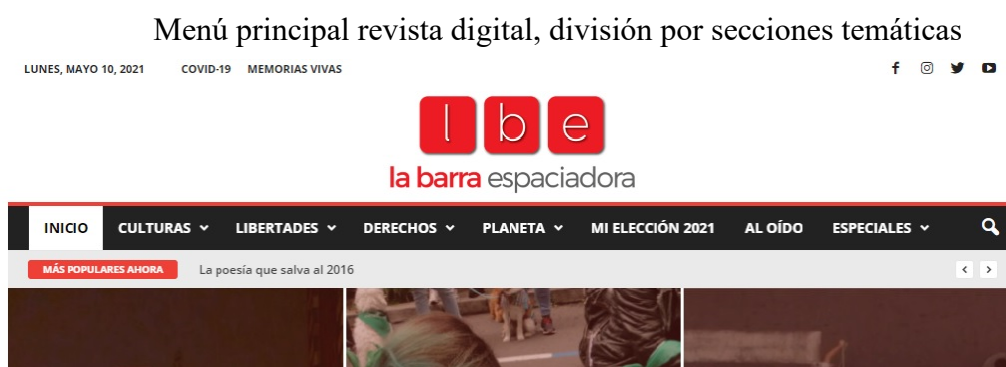 Menú principal revista digital, división por secciones temáticas
LUNES, MAYO 10, 2021 COVID-19 MEMORIAS VIVAS
l b e
la barra espaciadora
INICIO CULTURAS LIBERTADES DERECHOS PLANETA MI ELECCIÓN 2021 AL OÍDO ESPECIALES
MÁS POPULARES AHORA La poesía que salva al 2016